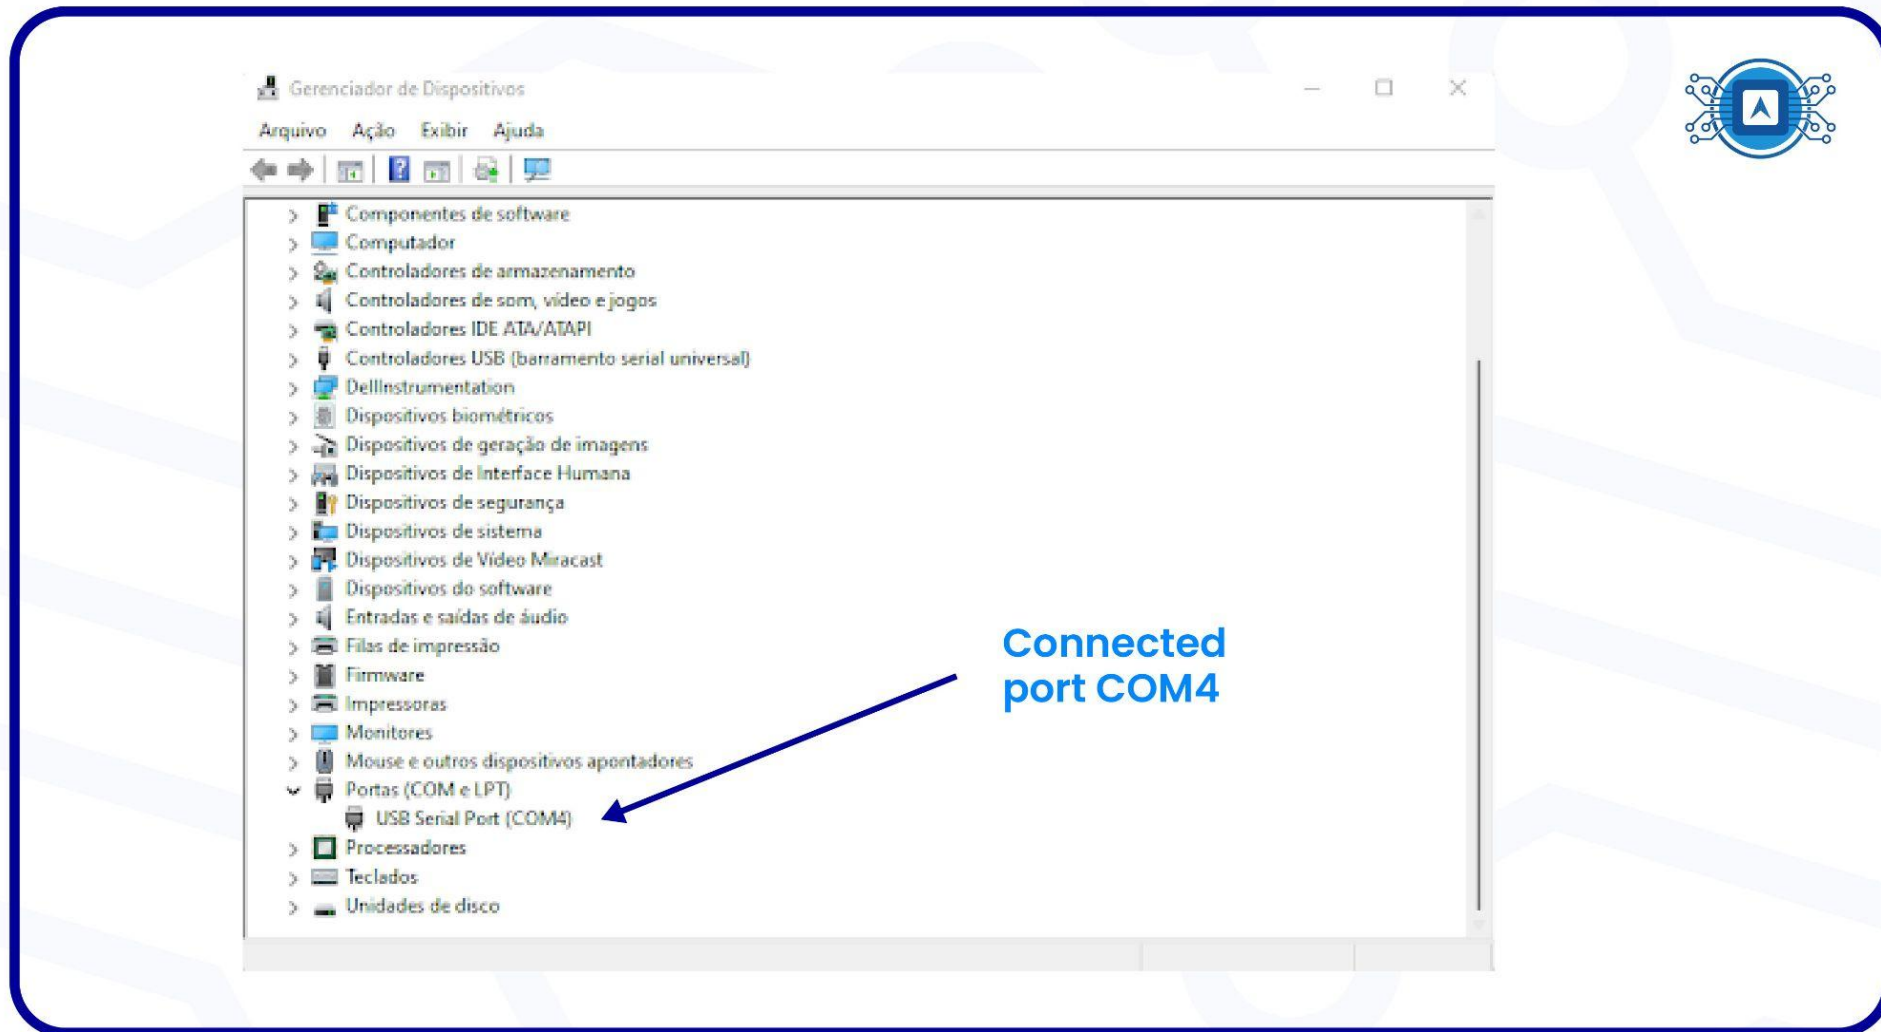 Gerenciador de Dispositivos
Arquivo Ação Exibir Ajuda
Componentes de software
Computador
Controladores de armazenamento
Controladores de som, vídeo e jogos
Controladores IDE ATA/ATAPI
Controladores USB (barramento serial universal)
DellInstrumentation
Dispositivos biométricos
Dispositivos de geração de imagens
Dispositivos de Interface Humana
Dispositivos de segurança
Dispositivos de sistema
Dispositivos de Vídeo Miracast
Dispositivos do software
Entradas e saídas de áudio
Filas de impressão
Firmware
Impressoras
Monitores
Mouse e outros dispositivos apontadores
Portas (COM e LPT)
USB Serial Port (COM4)
Processadores
Teclados
Unidades de disco
Connected
port COM4